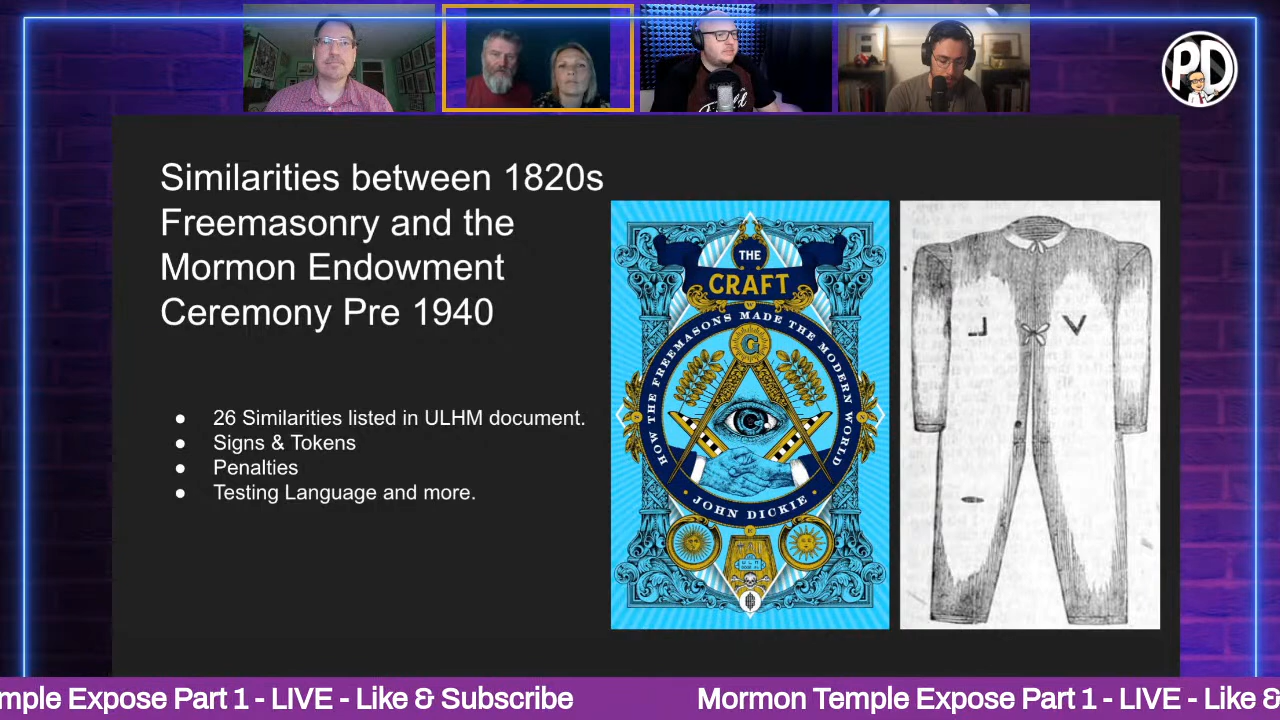 PD
Similarities between 1820s
Freemasonry and the
Mormon Endowment
Ceremony Pre 1940
● 26 Similarities listed in ULHM document.
● Signs & Tokens
● Penalties
● Testing Language and more.
THE
CRAFT
HOW THE FREEMASONS MADE THE MODERN WORLD
G
JOHN DICKIE
mple Expose Part 1 - LIVE - Like & Subscribe
Mormon Temple Expose Part 1 - LIVE - Like &